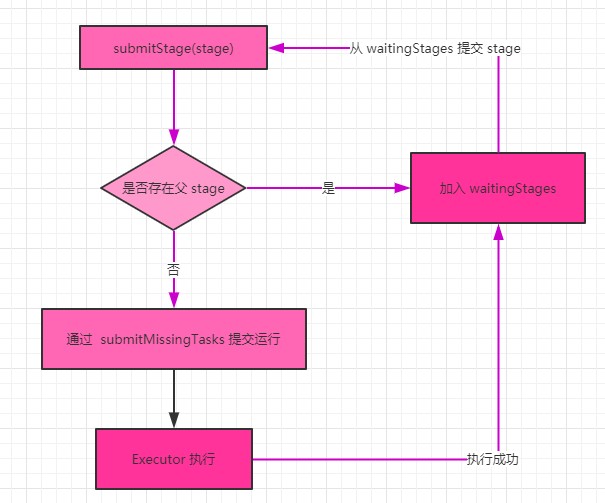 submitStage(stage)
从 waitingStages 提交 stage
是否存在父 stage
是
加入 waitingStages
否
通过 submitMissingTasks 提交运行
Executor 执行
执行成功